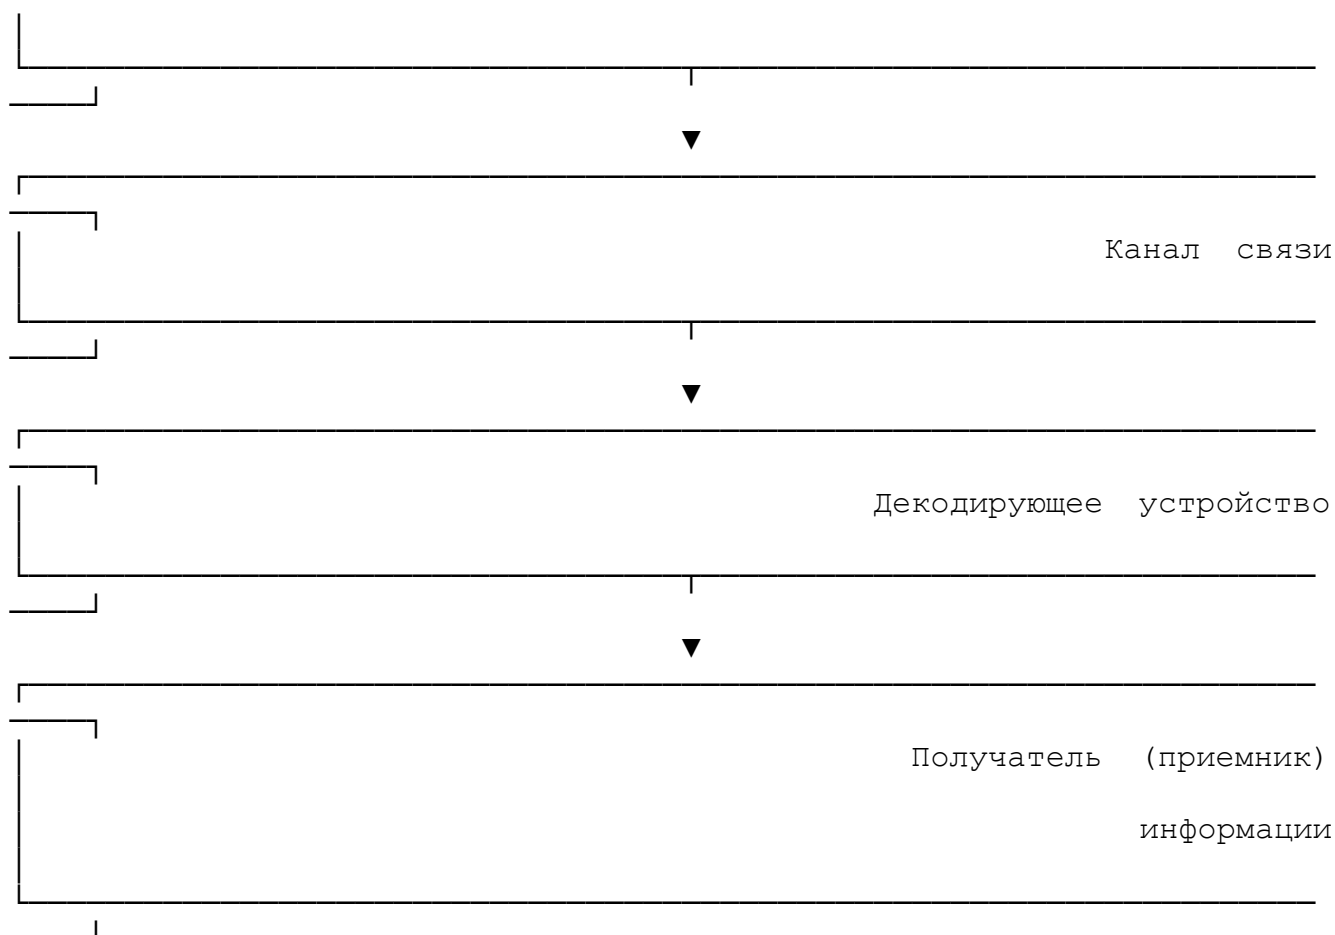 Канал связи
Декодирующее устройство
Получатель (приемник)
информации